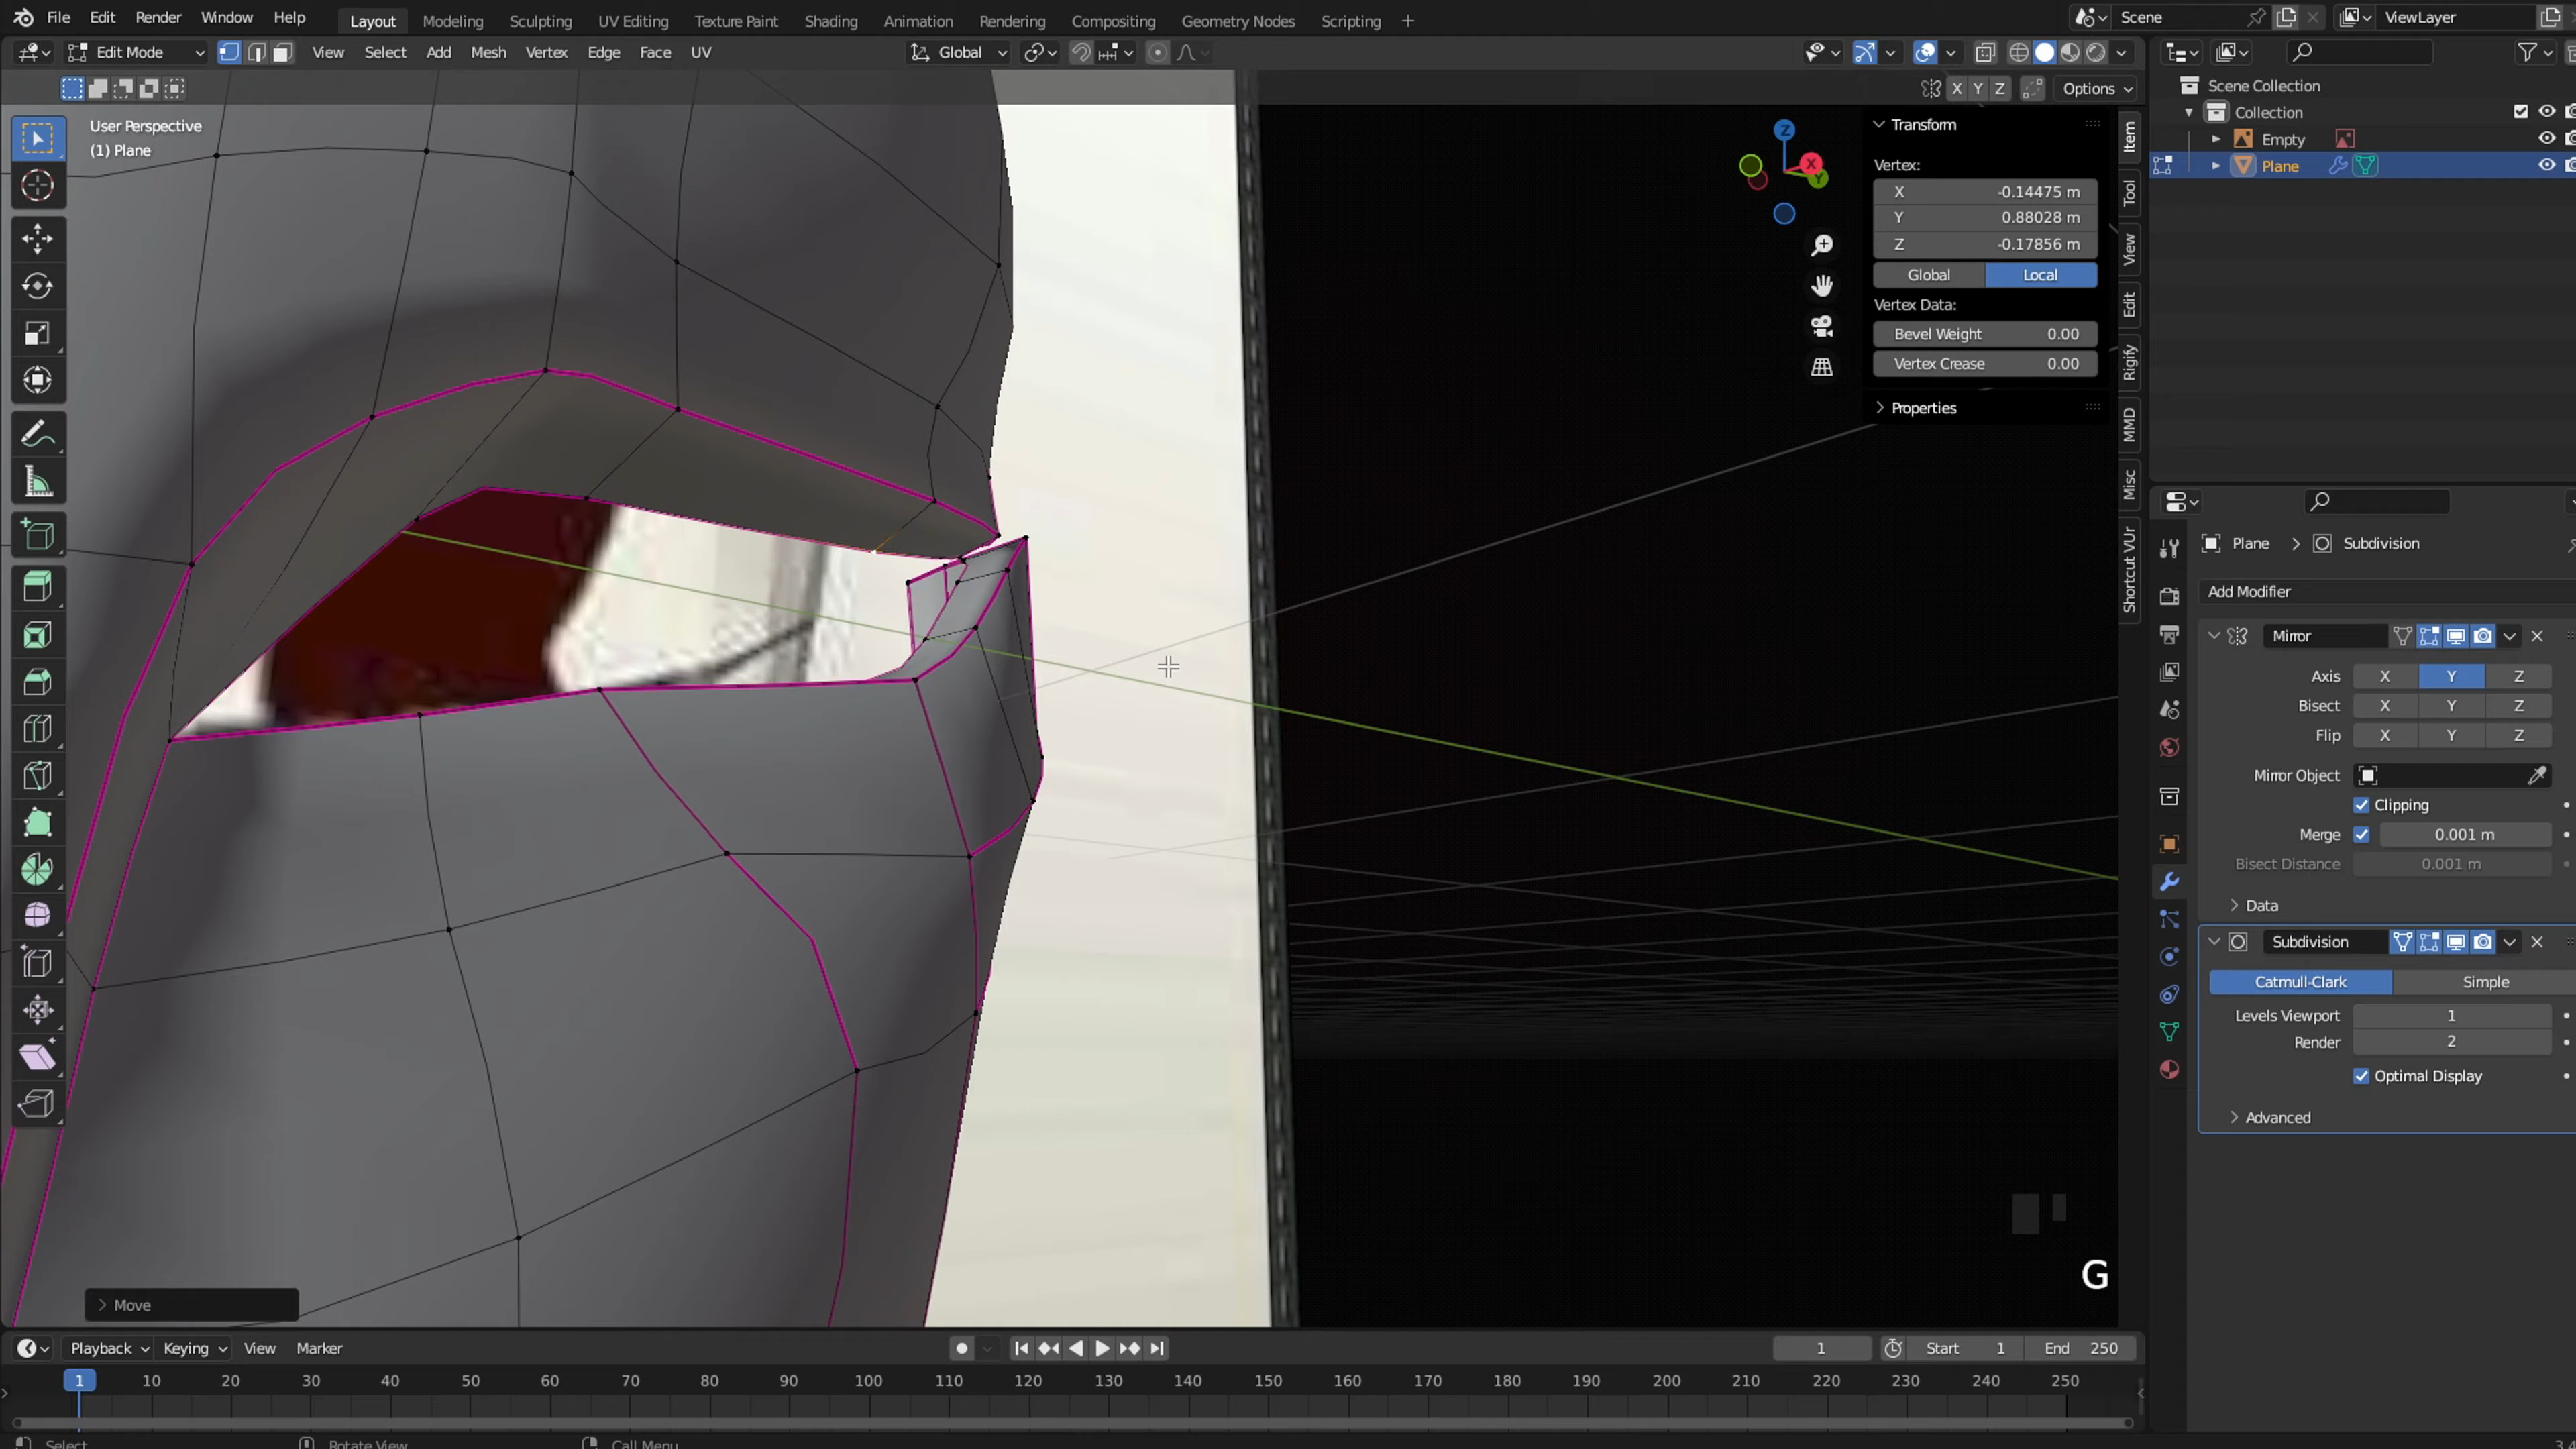 File Edit Render Window Help Layout Modeling Sculpting UV Editing Texture Paint Shading Animation Rendering Compositing Geometry Nodes Scripting + Scene ViewLayer
Edit Mode View Select Add Mesh Vertex Edge Face UV Global
X Y Z Options
User Perspective
(1) Plane
Z
X
Y
Transform
Vertex:
X -0.14475 m
Y 0.88028 m
Z -0.17856 m
Global Local
Vertex Data:
Bevel Weight 0.00
Vertex Crease 0.00
Properties
Item
Tool
View
Edit
Rigify
MMD
Misc
Shortcut VUr
Scene Collection
Collection
Empty
Plane
Plane > Subdivision
Add Modifier
Mirror
Axis X Y Z
Bisect X Y Z
Flip X Y Z
Mirror Object
Clipping
Merge 0.001 m
Bisect Distance 0.001 m
Data
Subdivision
Catmull-Clark Simple
Levels Viewport 1
Render 2
Optimal Display
Advanced
G
Move
Playback Keying View Marker 1 Start 1 End 250
1 10 20 30 40 50 60 70 80 90 100 110 120 130 140 150 160 170 180 190 200 210 220 230 240 250
Select Rotate View Call Menu